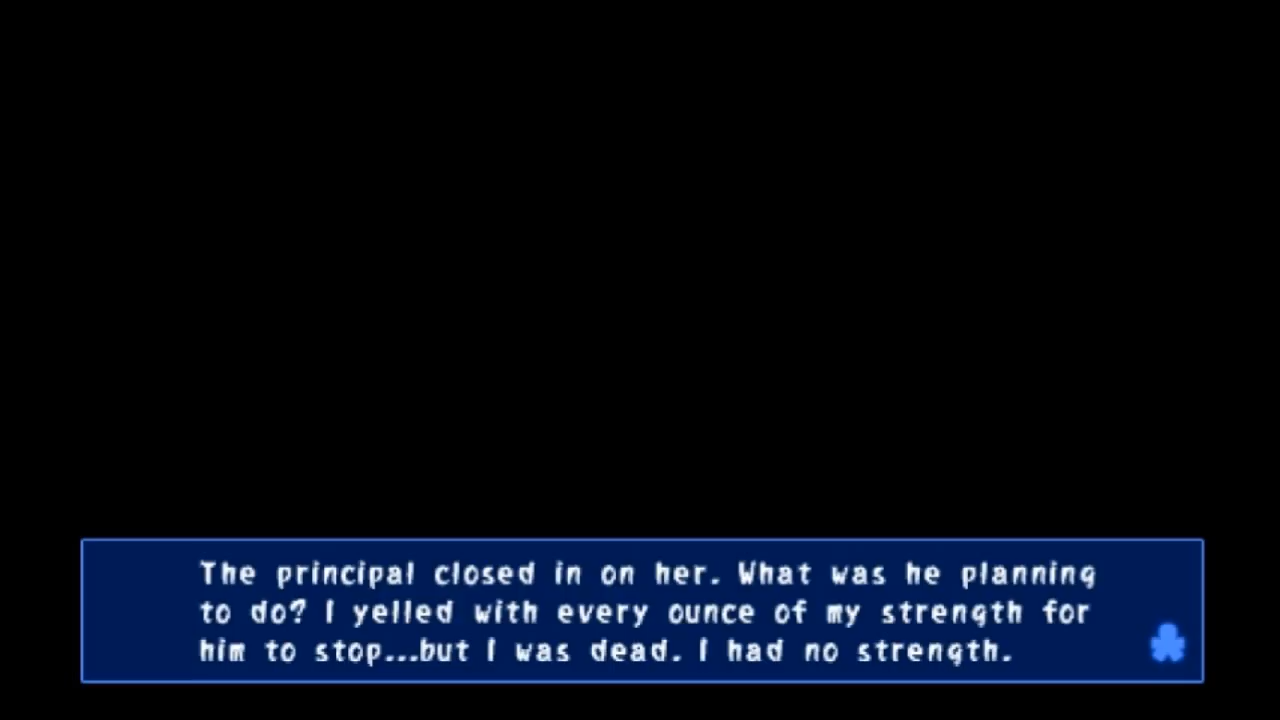 The principal closed in on her. What was he planning
to do? I yelled with every ounce of my strength for
him to stop...but I was dead. I had no strength.